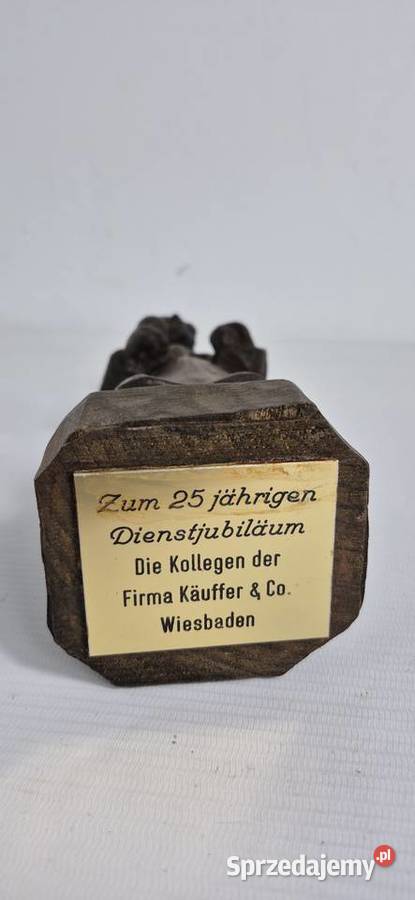 Zum 25 jährigen
Dienstjubiläum
Die Kollegen der
Firma Käuffer & Co.
Wiesbaden
Sprzedajemy.pl